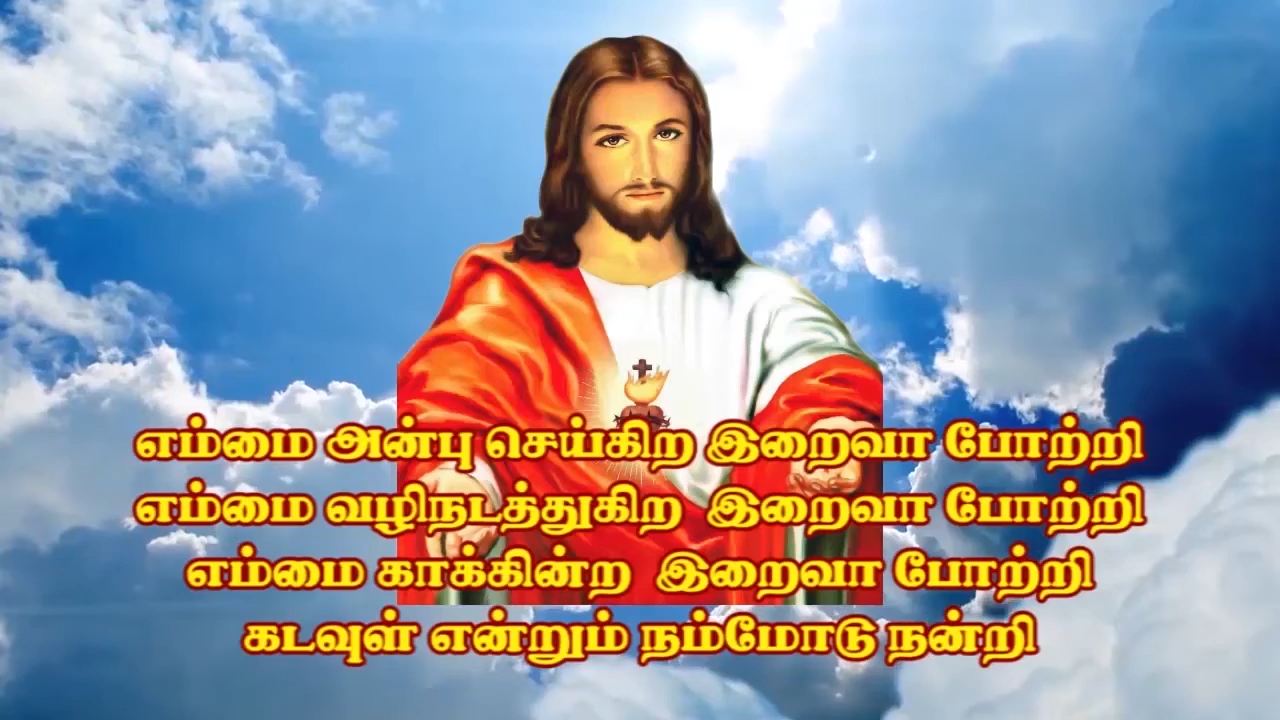 எம்மை அன்பு செய்கிற இறைவா போற்றி
எம்மை வழிநடத்துகிற இறைவா போற்றி
எம்மை காக்கின்ற இறைவா போற்றி
கடவுள் என்றும் நம்மோடு நன்றி